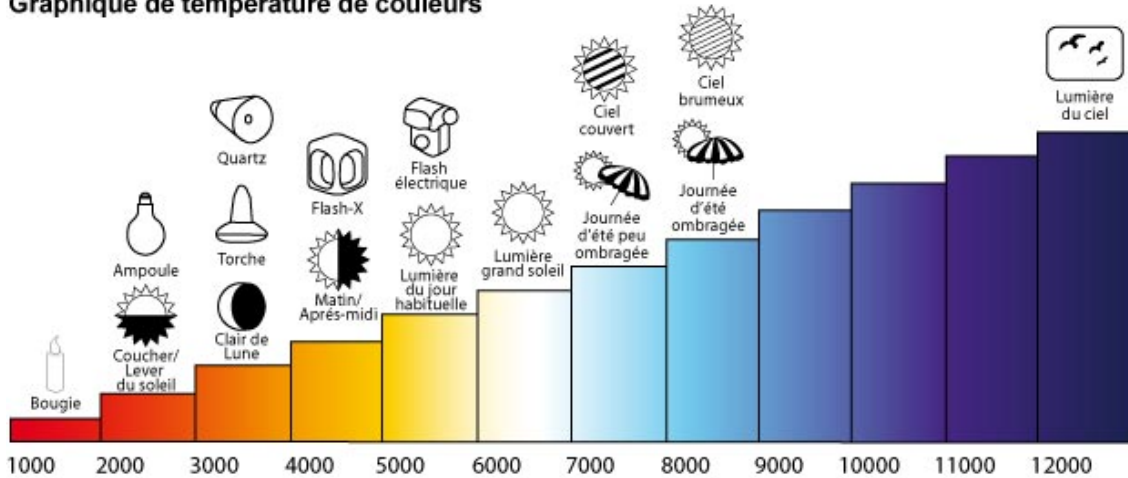 Graphique de température de couleurs
Ciel
brumeux
Lumière
du ciel
Ciel
couvert
Quartz
Flash
électrique
Flash-X
Journée
d'été
ombragée
Journée
d'été peu
ombragée
Ampoule
Torche
Lumière
grand soleil
Lumière
du jour
habituelle
Matin/
Aprés-midi
Clair de
Lune
Coucher/
Lever
du soleil
Bougie
1000 2000 3000 4000 5000 6000 7000 8000 9000 10000 11000 12000